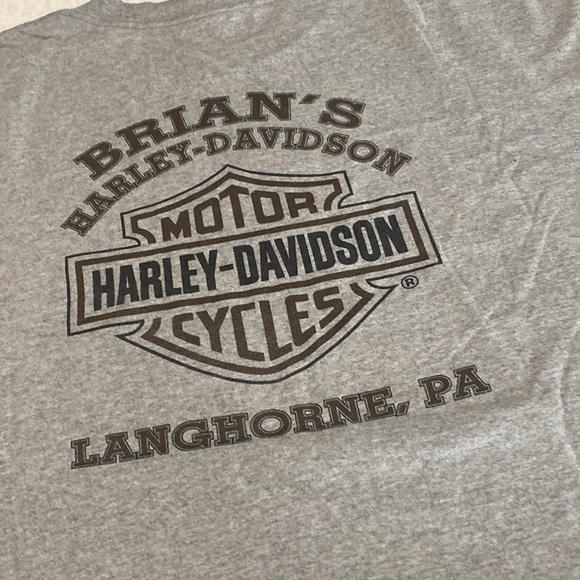 BRIAN´S
HARLEY-DAVIDSON
MOTOR
HARLEY-DAVIDSON
CYCLES
®
LANGHORNE, PA